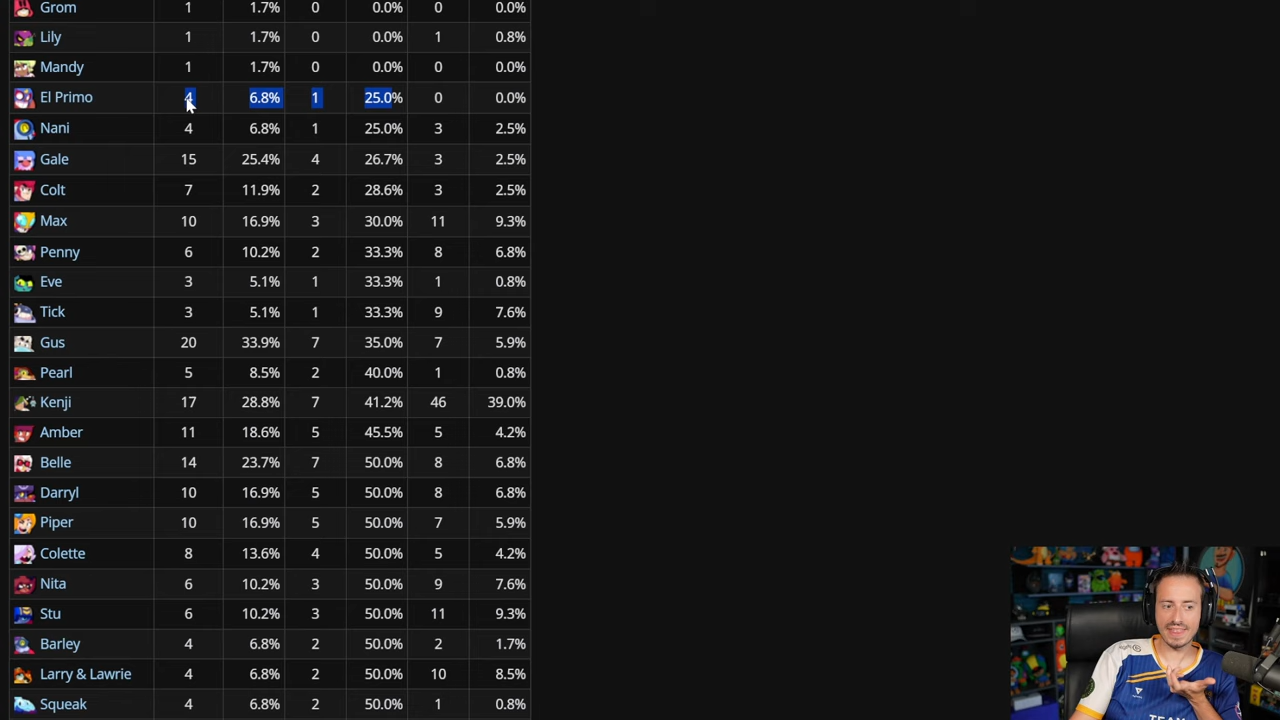 Grom 1 1.7% 0 0.0% 0 0.0%
Lily 1 1.7% 0 0.0% 1 0.8%
Mandy 1 1.7% 0 0.0% 0 0.0%
El Primo 4 6.8% 1 25.0% 0 0.0%
Nani 4 6.8% 1 25.0% 3 2.5%
Gale 15 25.4% 4 26.7% 3 2.5%
Colt 7 11.9% 2 28.6% 3 2.5%
Max 10 16.9% 3 30.0% 11 9.3%
Penny 6 10.2% 2 33.3% 8 6.8%
Eve 3 5.1% 1 33.3% 1 0.8%
Tick 3 5.1% 1 33.3% 9 7.6%
Gus 20 33.9% 7 35.0% 7 5.9%
Pearl 5 8.5% 2 40.0% 1 0.8%
Kenji 17 28.8% 7 41.2% 46 39.0%
Amber 11 18.6% 5 45.5% 5 4.2%
Belle 14 23.7% 7 50.0% 8 6.8%
Darryl 10 16.9% 5 50.0% 8 6.8%
Piper 10 16.9% 5 50.0% 7 5.9%
Colette 8 13.6% 4 50.0% 5 4.2%
Nita 6 10.2% 3 50.0% 9 7.6%
Stu 6 10.2% 3 50.0% 11 9.3%
Barley 4 6.8% 2 50.0% 2 1.7%
Larry & Lawrie 4 6.8% 2 50.0% 10 8.5%
Squeak 4 6.8% 2 50.0% 1 0.8%